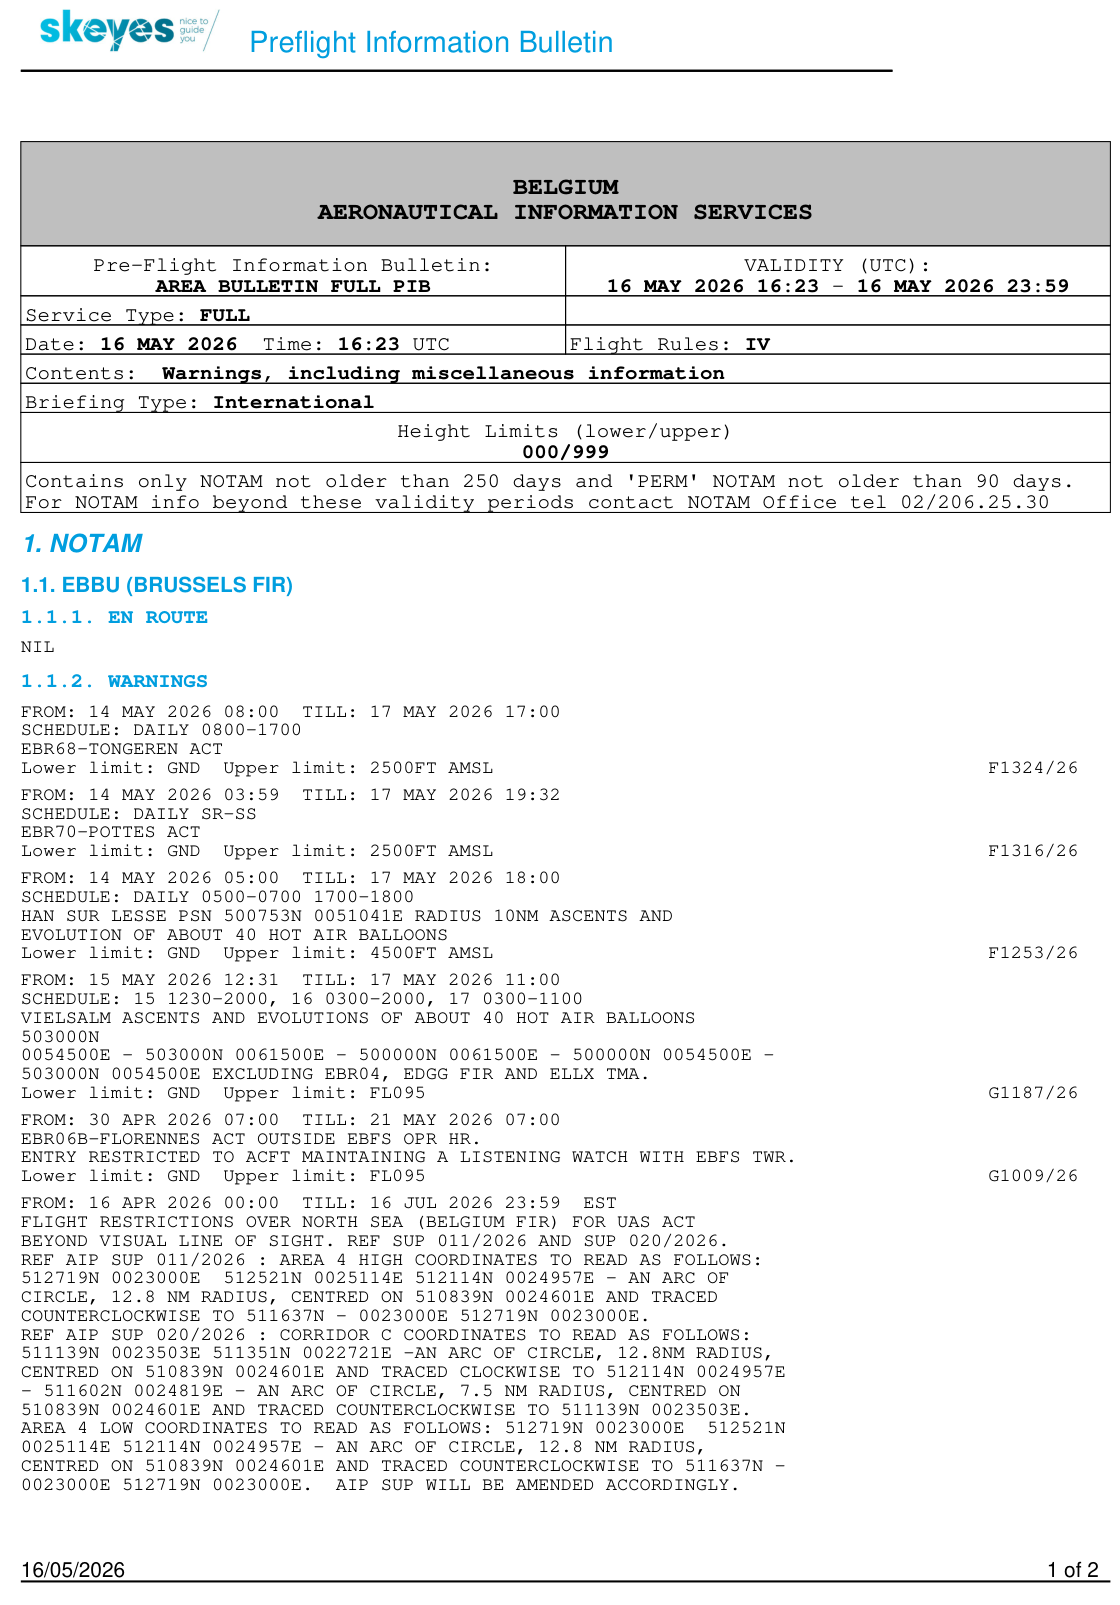 skeyes nice to guide you
Preflight Information Bulletin
BELGIUM
AERONAUTICAL INFORMATION SERVICES
Pre-Flight Information Bulletin:
AREA BULLETIN FULL PIB
VALIDITY (UTC):
16 MAY 2026 16:23 - 16 MAY 2026 23:59
Service Type: FULL
Date: 16 MAY 2026  Time: 16:23 UTC
Flight Rules: IV
Contents:  Warnings, including miscellaneous information
Briefing Type: International
Height Limits (lower/upper)
000/999
Contains only NOTAM not older than 250 days and 'PERM' NOTAM not older than 90 days.
For NOTAM info beyond these validity periods contact NOTAM Office tel 02/206.25.30
1. NOTAM
1.1. EBBU (BRUSSELS FIR)
1.1.1. EN ROUTE
NIL
1.1.2. WARNINGS
FROM: 14 MAY 2026 08:00  TILL: 17 MAY 2026 17:00
SCHEDULE: DAILY 0800-1700
EBR68-TONGEREN ACT
Lower limit: GND  Upper limit: 2500FT AMSL F1324/26
FROM: 14 MAY 2026 03:59  TILL: 17 MAY 2026 19:32
SCHEDULE: DAILY SR-SS
EBR70-POTTES ACT
Lower limit: GND  Upper limit: 2500FT AMSL F1316/26
FROM: 14 MAY 2026 05:00  TILL: 17 MAY 2026 18:00
SCHEDULE: DAILY 0500-0700 1700-1800
HAN SUR LESSE PSN 500753N 0051041E RADIUS 10NM ASCENTS AND
EVOLUTION OF ABOUT 40 HOT AIR BALLOONS
Lower limit: GND  Upper limit: 4500FT AMSL F1253/26
FROM: 15 MAY 2026 12:31  TILL: 17 MAY 2026 11:00
SCHEDULE: 15 1230-2000, 16 0300-2000, 17 0300-1100
VIELSALM ASCENTS AND EVOLUTIONS OF ABOUT 40 HOT AIR BALLOONS
503000N
0054500E - 503000N 0061500E - 500000N 0061500E - 500000N 0054500E -
503000N 0054500E EXCLUDING EBR04, EDGG FIR AND ELLX TMA.
Lower limit: GND  Upper limit: FL095 G1187/26
FROM: 30 APR 2026 07:00  TILL: 21 MAY 2026 07:00
EBR06B-FLORENNES ACT OUTSIDE EBFS OPR HR.
ENTRY RESTRICTED TO ACFT MAINTAINING A LISTENING WATCH WITH EBFS TWR.
Lower limit: GND  Upper limit: FL095 G1009/26
FROM: 16 APR 2026 00:00  TILL: 16 JUL 2026 23:59  EST
FLIGHT RESTRICTIONS OVER NORTH SEA (BELGIUM FIR) FOR UAS ACT
BEYOND VISUAL LINE OF SIGHT. REF SUP 011/2026 AND SUP 020/2026.
REF AIP SUP 011/2026 : AREA 4 HIGH COORDINATES TO READ AS FOLLOWS:
512719N 0023000E  512521N 0025114E 512114N 0024957E - AN ARC OF
CIRCLE, 12.8 NM RADIUS, CENTRED ON 510839N 0024601E AND TRACED
COUNTERCLOCKWISE TO 511637N - 0023000E 512719N 0023000E.
REF AIP SUP 020/2026 : CORRIDOR C COORDINATES TO READ AS FOLLOWS:
511139N 0023503E 511351N 0022721E -AN ARC OF CIRCLE, 12.8NM RADIUS,
CENTRED ON 510839N 0024601E AND TRACED CLOCKWISE TO 512114N 0024957E
- 511602N 0024819E - AN ARC OF CIRCLE, 7.5 NM RADIUS, CENTRED ON
510839N 0024601E AND TRACED COUNTERCLOCKWISE TO 511139N 0023503E.
AREA 4 LOW COORDINATES TO READ AS FOLLOWS: 512719N 0023000E  512521N
0025114E 512114N 0024957E - AN ARC OF CIRCLE, 12.8 NM RADIUS,
CENTRED ON 510839N 0024601E AND TRACED COUNTERCLOCKWISE TO 511637N -
0023000E 512719N 0023000E.  AIP SUP WILL BE AMENDED ACCORDINGLY.
16/05/2026 1 of 2